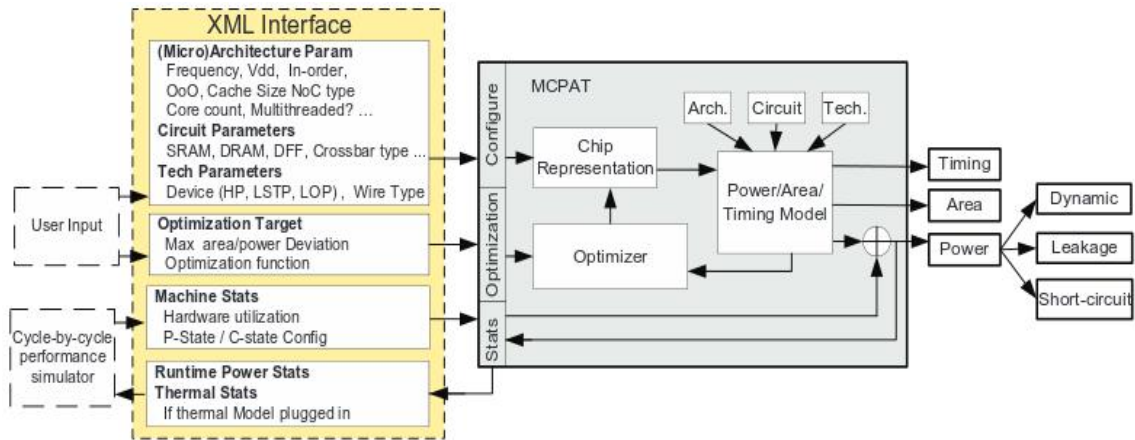 XML Interface
(Micro)Architecture Param
Frequency, Vdd, In-order,
OoO, Cache Size NoC type
Core count, Multithreaded? ...
Circuit Parameters
SRAM, DRAM, DFF, Crossbar type ...
Tech Parameters
Device (HP, LSTP, LOP) , Wire Type
User Input
Optimization Target
Max area/power Deviation
Optimization function
Machine Stats
Hardware utilization
P-State / C-state Config
Cycle-by-cycle
performance
simulator
Runtime Power Stats
Thermal Stats
If thermal Model plugged in
Configure
Optimization
Stats
MCPAT
Arch.
Circuit
Tech.
Chip
Representation
Power/Area/
Timing Model
Optimizer
Timing
Area
Power
Dynamic
Leakage
Short-circuit